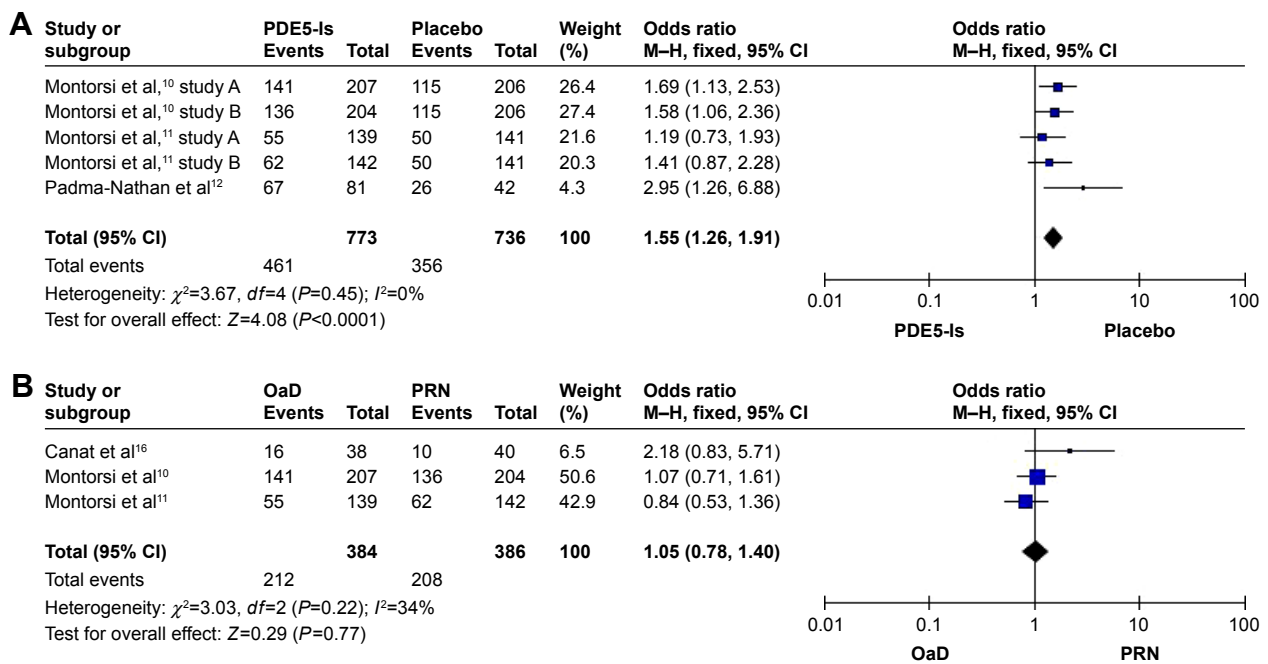 A
Study or PDE5-Is Placebo Weight Odds ratio Odds ratio
subgroup Events Total Events Total (%) M–H, fixed, 95% CI M–H, fixed, 95% CI
Montorsi et al,¹⁰ study A 141 207 115 206 26.4 1.69 (1.13, 2.53)
Montorsi et al,¹⁰ study B 136 204 115 206 27.4 1.58 (1.06, 2.36)
Montorsi et al,¹¹ study A 55 139 50 141 21.6 1.19 (0.73, 1.93)
Montorsi et al,¹¹ study B 62 142 50 141 20.3 1.41 (0.87, 2.28)
Padma-Nathan et al¹² 67 81 26 42 4.3 2.95 (1.26, 6.88)
Total (95% CI) 773 736 100 1.55 (1.26, 1.91)
Total events 461 356
Heterogeneity: χ²=3.67, df=4 (P=0.45); I²=0%
Test for overall effect: Z=4.08 (P<0.0001)
0.01 0.1 1 10 100
PDE5-Is Placebo
B
Study or OaD PRN Weight Odds ratio Odds ratio
subgroup Events Total Events Total (%) M–H, fixed, 95% CI M–H, fixed, 95% CI
Canat et al¹⁶ 16 38 10 40 6.5 2.18 (0.83, 5.71)
Montorsi et al¹⁰ 141 207 136 204 50.6 1.07 (0.71, 1.61)
Montorsi et al¹¹ 55 139 62 142 42.9 0.84 (0.53, 1.36)
Total (95% CI) 384 386 100 1.05 (0.78, 1.40)
Total events 212 208
Heterogeneity: χ²=3.03, df=2 (P=0.22); I²=34%
Test for overall effect: Z=0.29 (P=0.77)
0.01 0.1 1 10 100
OaD PRN